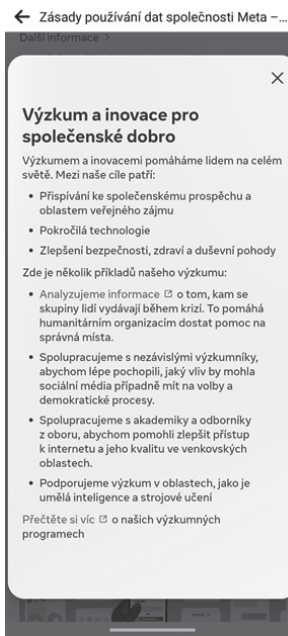 Zásady používání dat společnosti Meta –...
Další informace >
Výzkum a inovace pro
společenské dobro
Výzkumem a inovacemi pomáháme lidem na celém
světě. Mezi naše cíle patří:
• Přispívání ke společenskému prospěchu a
oblastem veřejného zájmu
• Pokročilá technologie
• Zlepšení bezpečnosti, zdraví a duševní pohody
Zde je několik příkladů našeho výzkumu:
• Analyzujeme informace o tom, kam se
skupiny lidí vydávají během krizí. To pomáhá
humanitárním organizacím dostat pomoc na
správná místa.
• Spolupracujeme s nezávislými výzkumníky,
abychom lépe pochopili, jaký vliv by mohla
sociální média případně mít na volby a
demokratické procesy.
• Spolupracujeme s akademiky a odborníky
z oboru, abychom pomohli zlepšit přístup
k internetu a jeho kvalitu ve venkovských
oblastech.
• Podporujeme výzkum v oblastech, jako je
umělá inteligence a strojové učení
Přečtěte si víc o našich výzkumných
programech